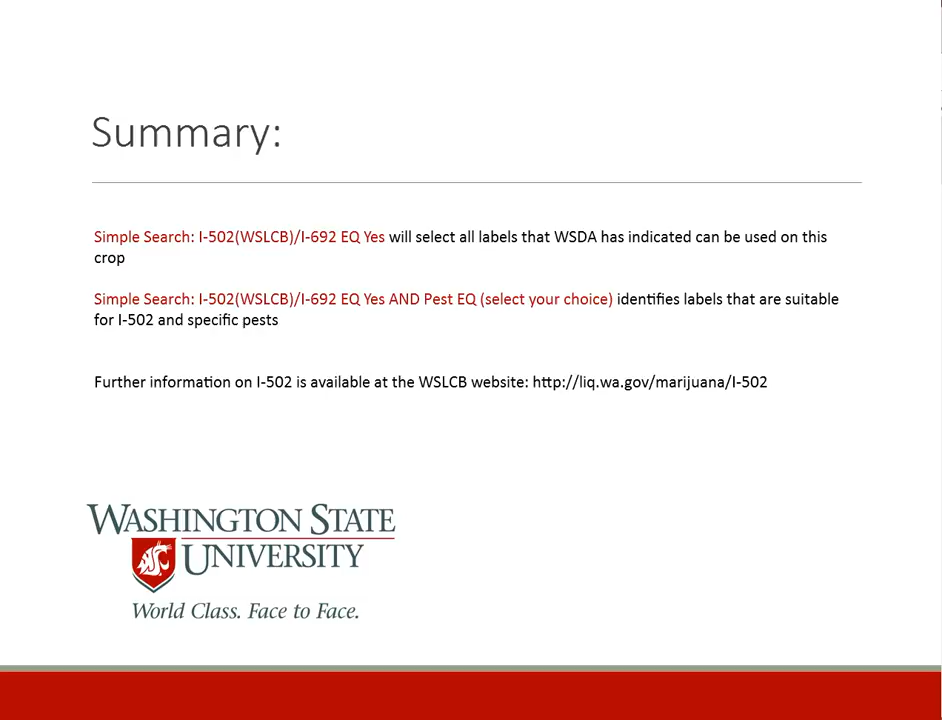 Summary:
Simple Search: I-502(WSLCB)/I-692 EQ Yes will select all labels that WSDA has indicated can be used on this
crop
Simple Search: I-502(WSLCB)/I-692 EQ Yes AND Pest EQ (select your choice) identifies labels that are suitable
for I-502 and specific pests
Further information on I-502 is available at the WSLCB website: http://liq.wa.gov/marijuana/I-502
WASHINGTON STATE
UNIVERSITY
World Class. Face to Face.